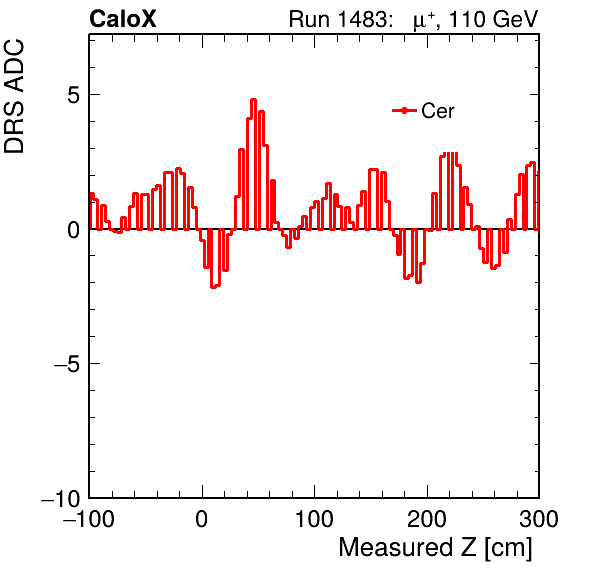 CaloX Run 1483: μ⁺, 110 GeV
DRS ADC
Cer
5
0
−5
−10
−100 0 100 200 300
Measured Z [cm]